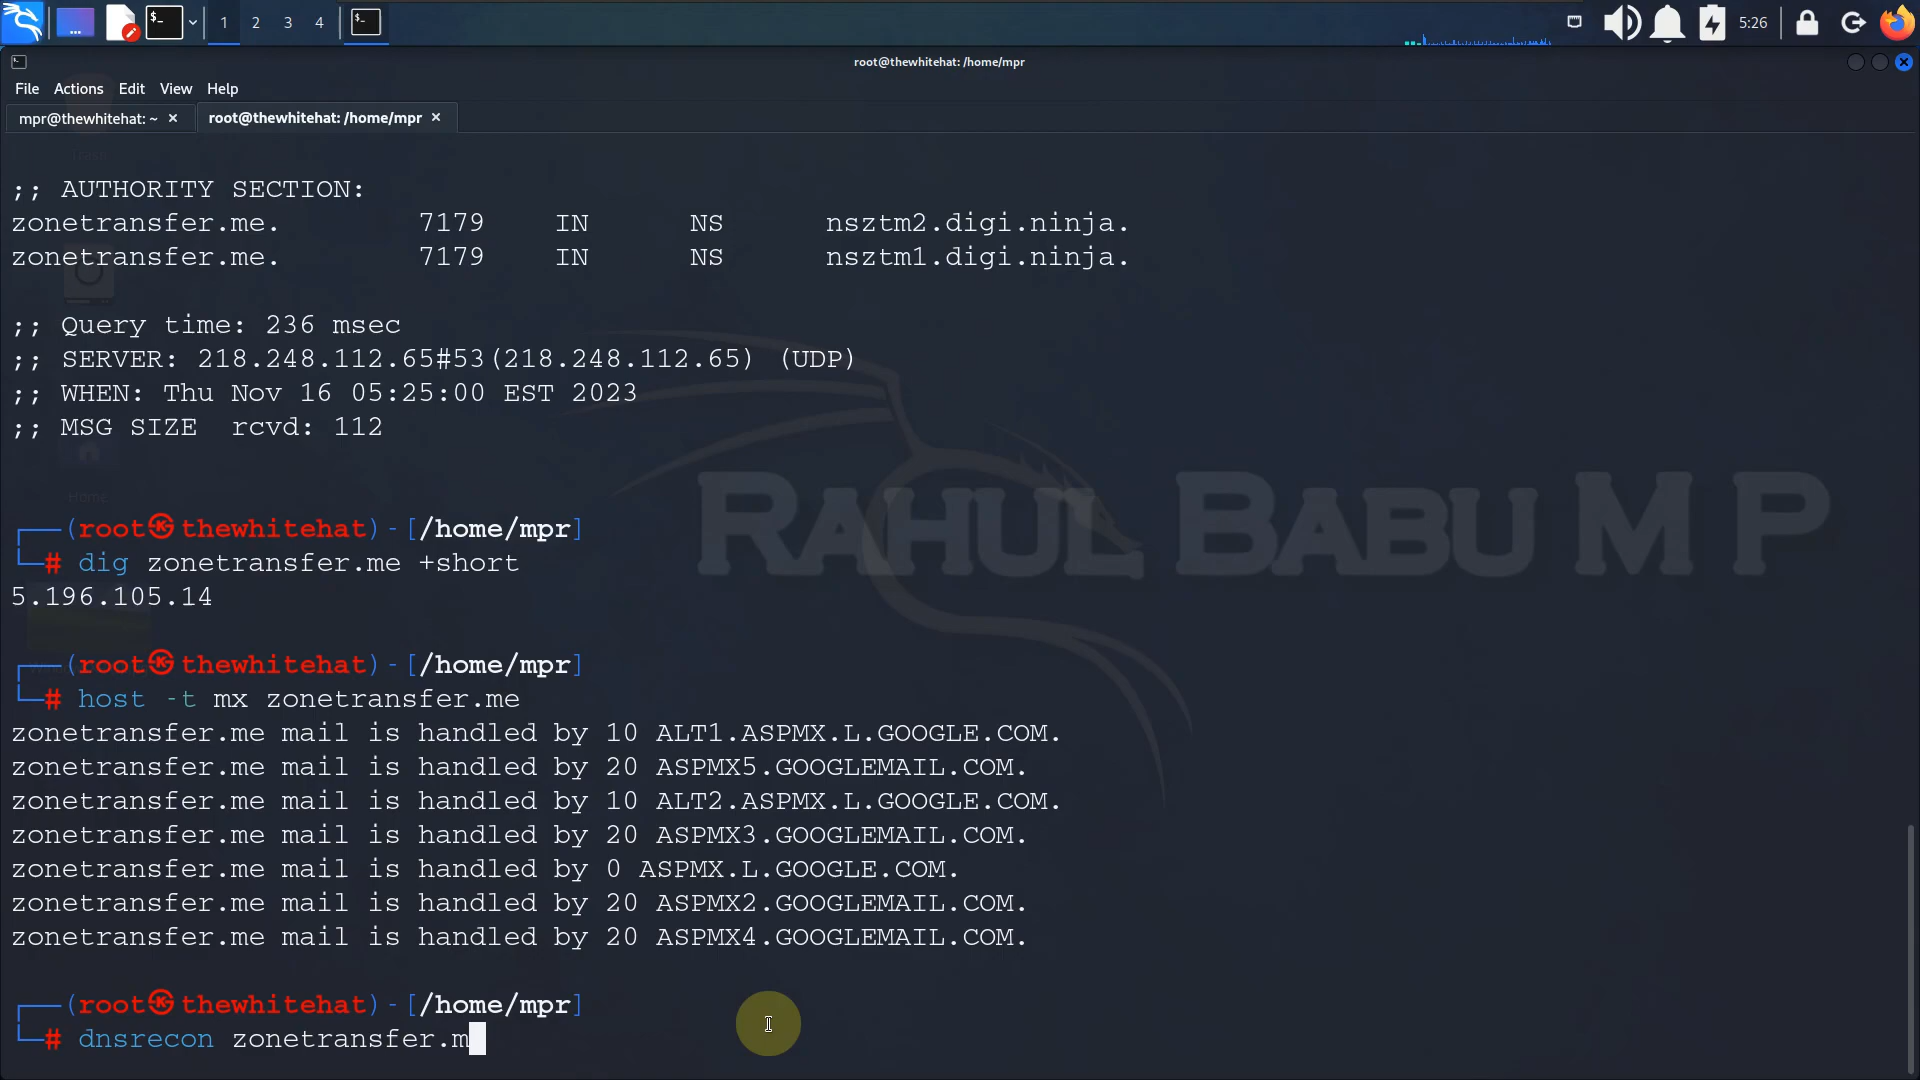 1 2 3 4
5:26
root@thewhitehat: /home/mpr
File Actions Edit View Help
mpr@thewhitehat: ~ ×
root@thewhitehat: /home/mpr ×
Trash
;; AUTHORITY SECTION:
zonetransfer.me. 7179 IN NS nsztm2.digi.ninja.
zonetransfer.me. 7179 IN NS nsztm1.digi.ninja.
;; Query time: 236 msec
;; SERVER: 218.248.112.65#53(218.248.112.65) (UDP)
;; WHEN: Thu Nov 16 05:25:00 EST 2023
;; MSG SIZE  rcvd: 112
Home
RAHUL BABU M P
┌──(root㉿thewhitehat)-[/home/mpr]
└─# dig zonetransfer.me +short
5.196.105.14
┌──(root㉿thewhitehat)-[/home/mpr]
└─# host -t mx zonetransfer.me
zonetransfer.me mail is handled by 10 ALT1.ASPMX.L.GOOGLE.COM.
zonetransfer.me mail is handled by 20 ASPMX5.GOOGLEMAIL.COM.
zonetransfer.me mail is handled by 10 ALT2.ASPMX.L.GOOGLE.COM.
zonetransfer.me mail is handled by 20 ASPMX3.GOOGLEMAIL.COM.
zonetransfer.me mail is handled by 0 ASPMX.L.GOOGLE.COM.
zonetransfer.me mail is handled by 20 ASPMX2.GOOGLEMAIL.COM.
zonetransfer.me mail is handled by 20 ASPMX4.GOOGLEMAIL.COM.
┌──(root㉿thewhitehat)-[/home/mpr]
└─# dnsrecon zonetransfer.m